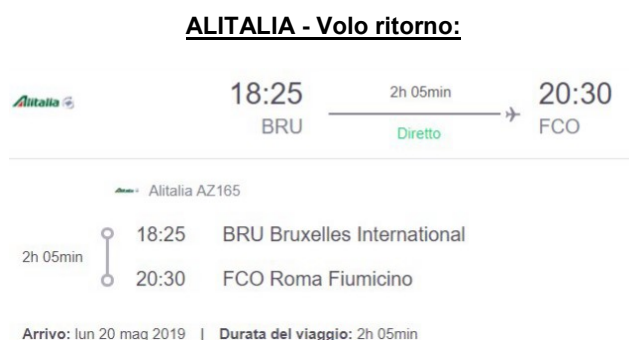 ALITALIA - Volo ritorno:
Alitalia 18:25 2h 05min 20:30
BRU Diretto FCO
Alitalia Alitalia AZ165
18:25 BRU Bruxelles International
2h 05min
20:30 FCO Roma Fiumicino
Arrivo: lun 20 mag 2019 | Durata del viaggio: 2h 05min